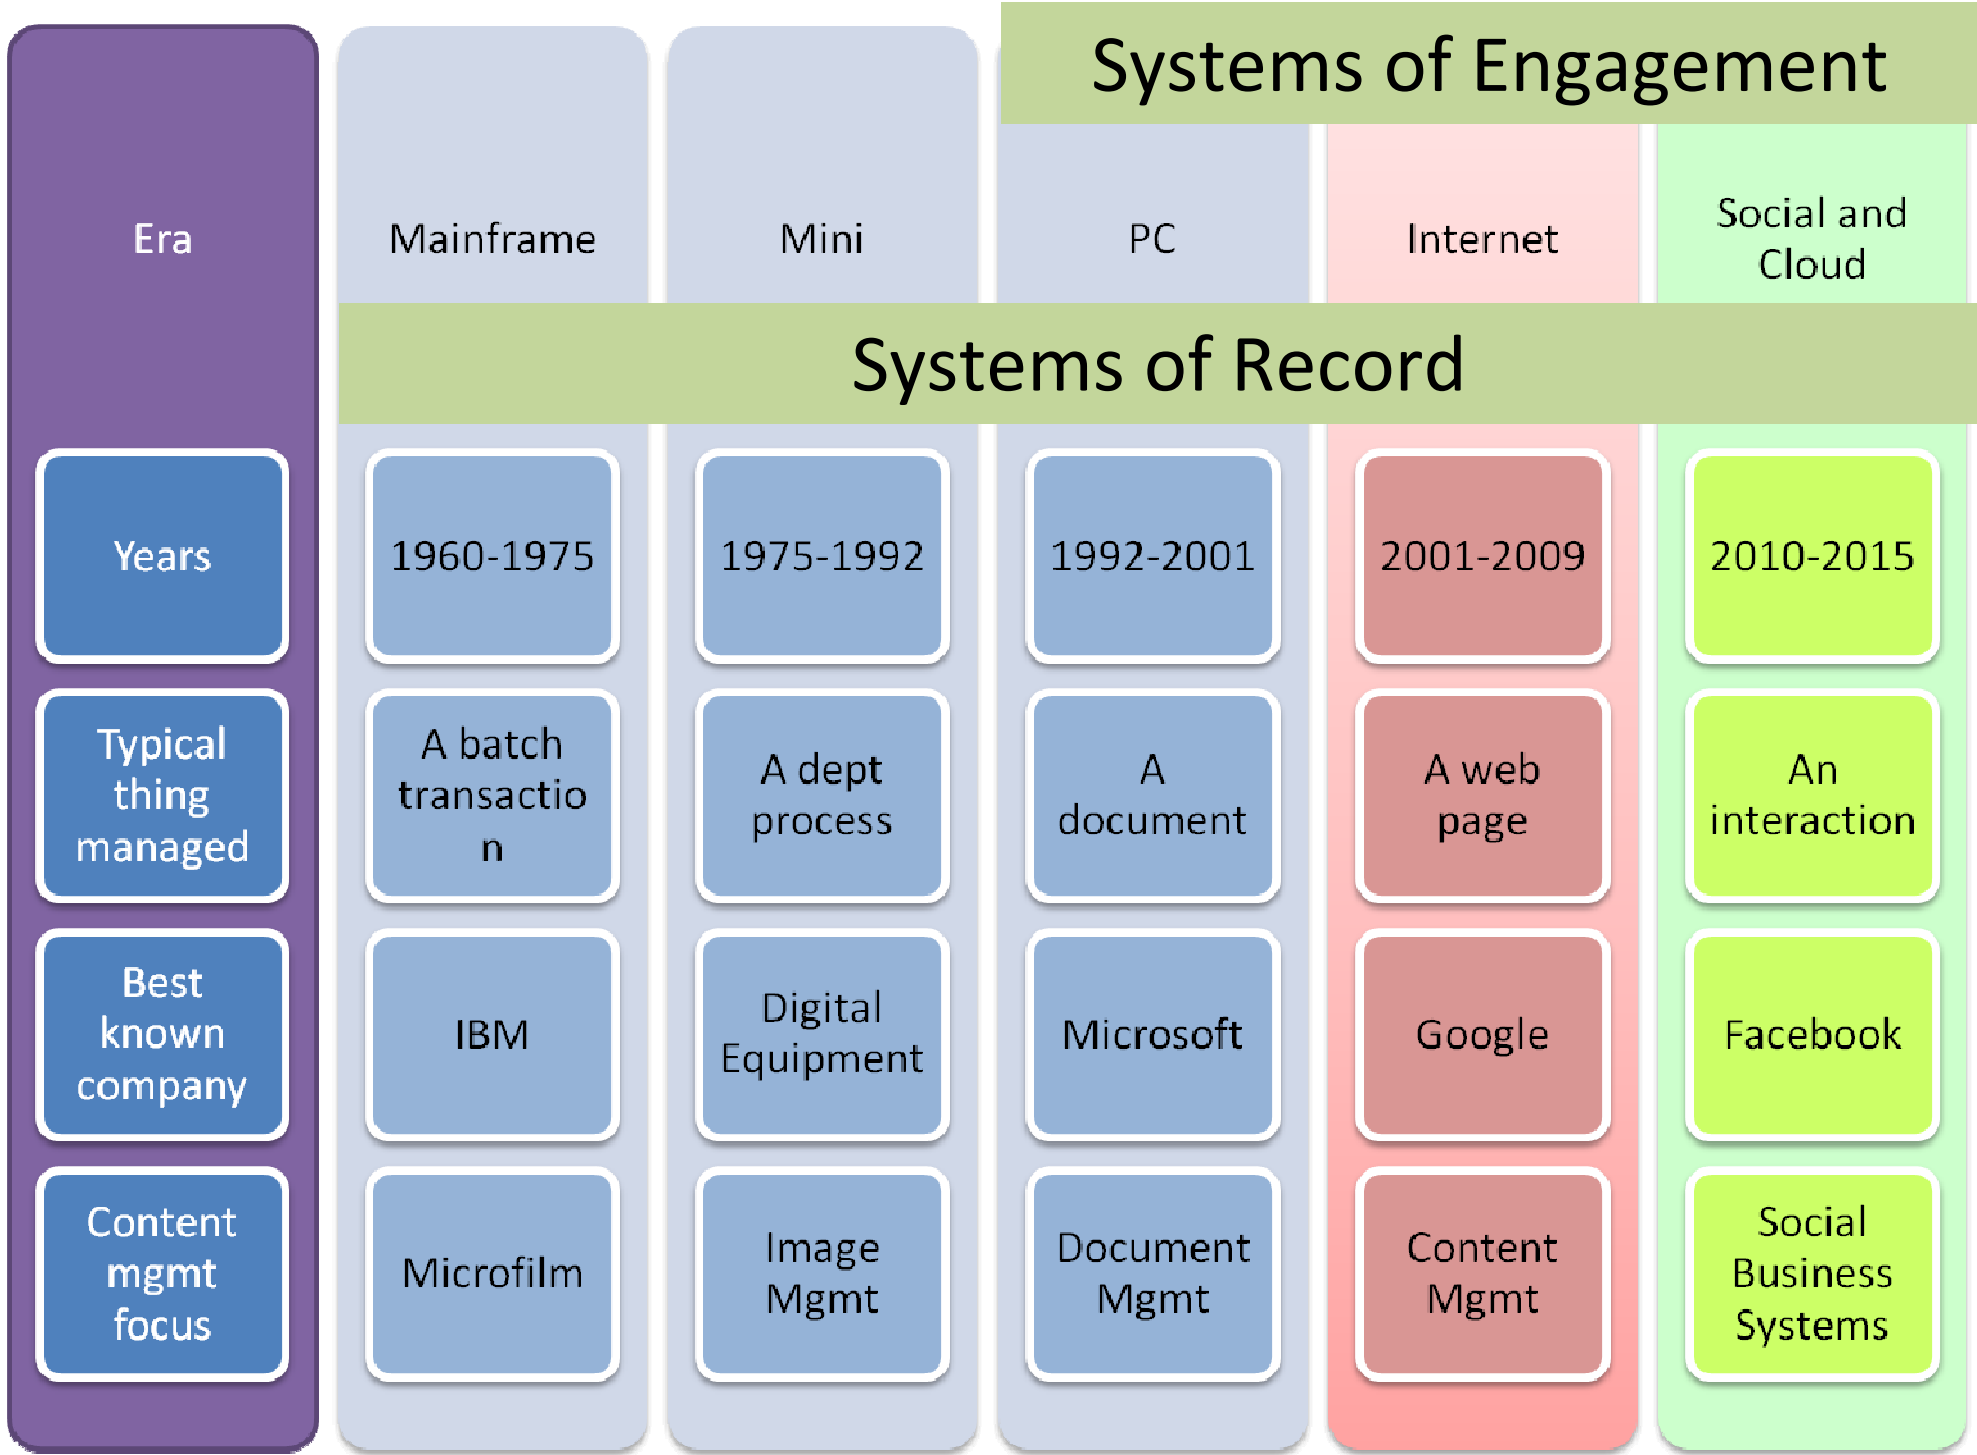 Systems of Engagement
Era
Mainframe
Mini
PC
Internet
Social and
Cloud
Systems of Record
Years
1960-1975
1975-1992
1992-2001
2001-2009
2010-2015
Typical
thing
managed
A batch
transactio
n
A dept
process
A
document
A web
page
An
interaction
Best
known
company
IBM
Digital
Equipment
Microsoft
Google
Facebook
Content
mgmt
focus
Microfilm
Image
Mgmt
Document
Mgmt
Content
Mgmt
Social
Business
Systems